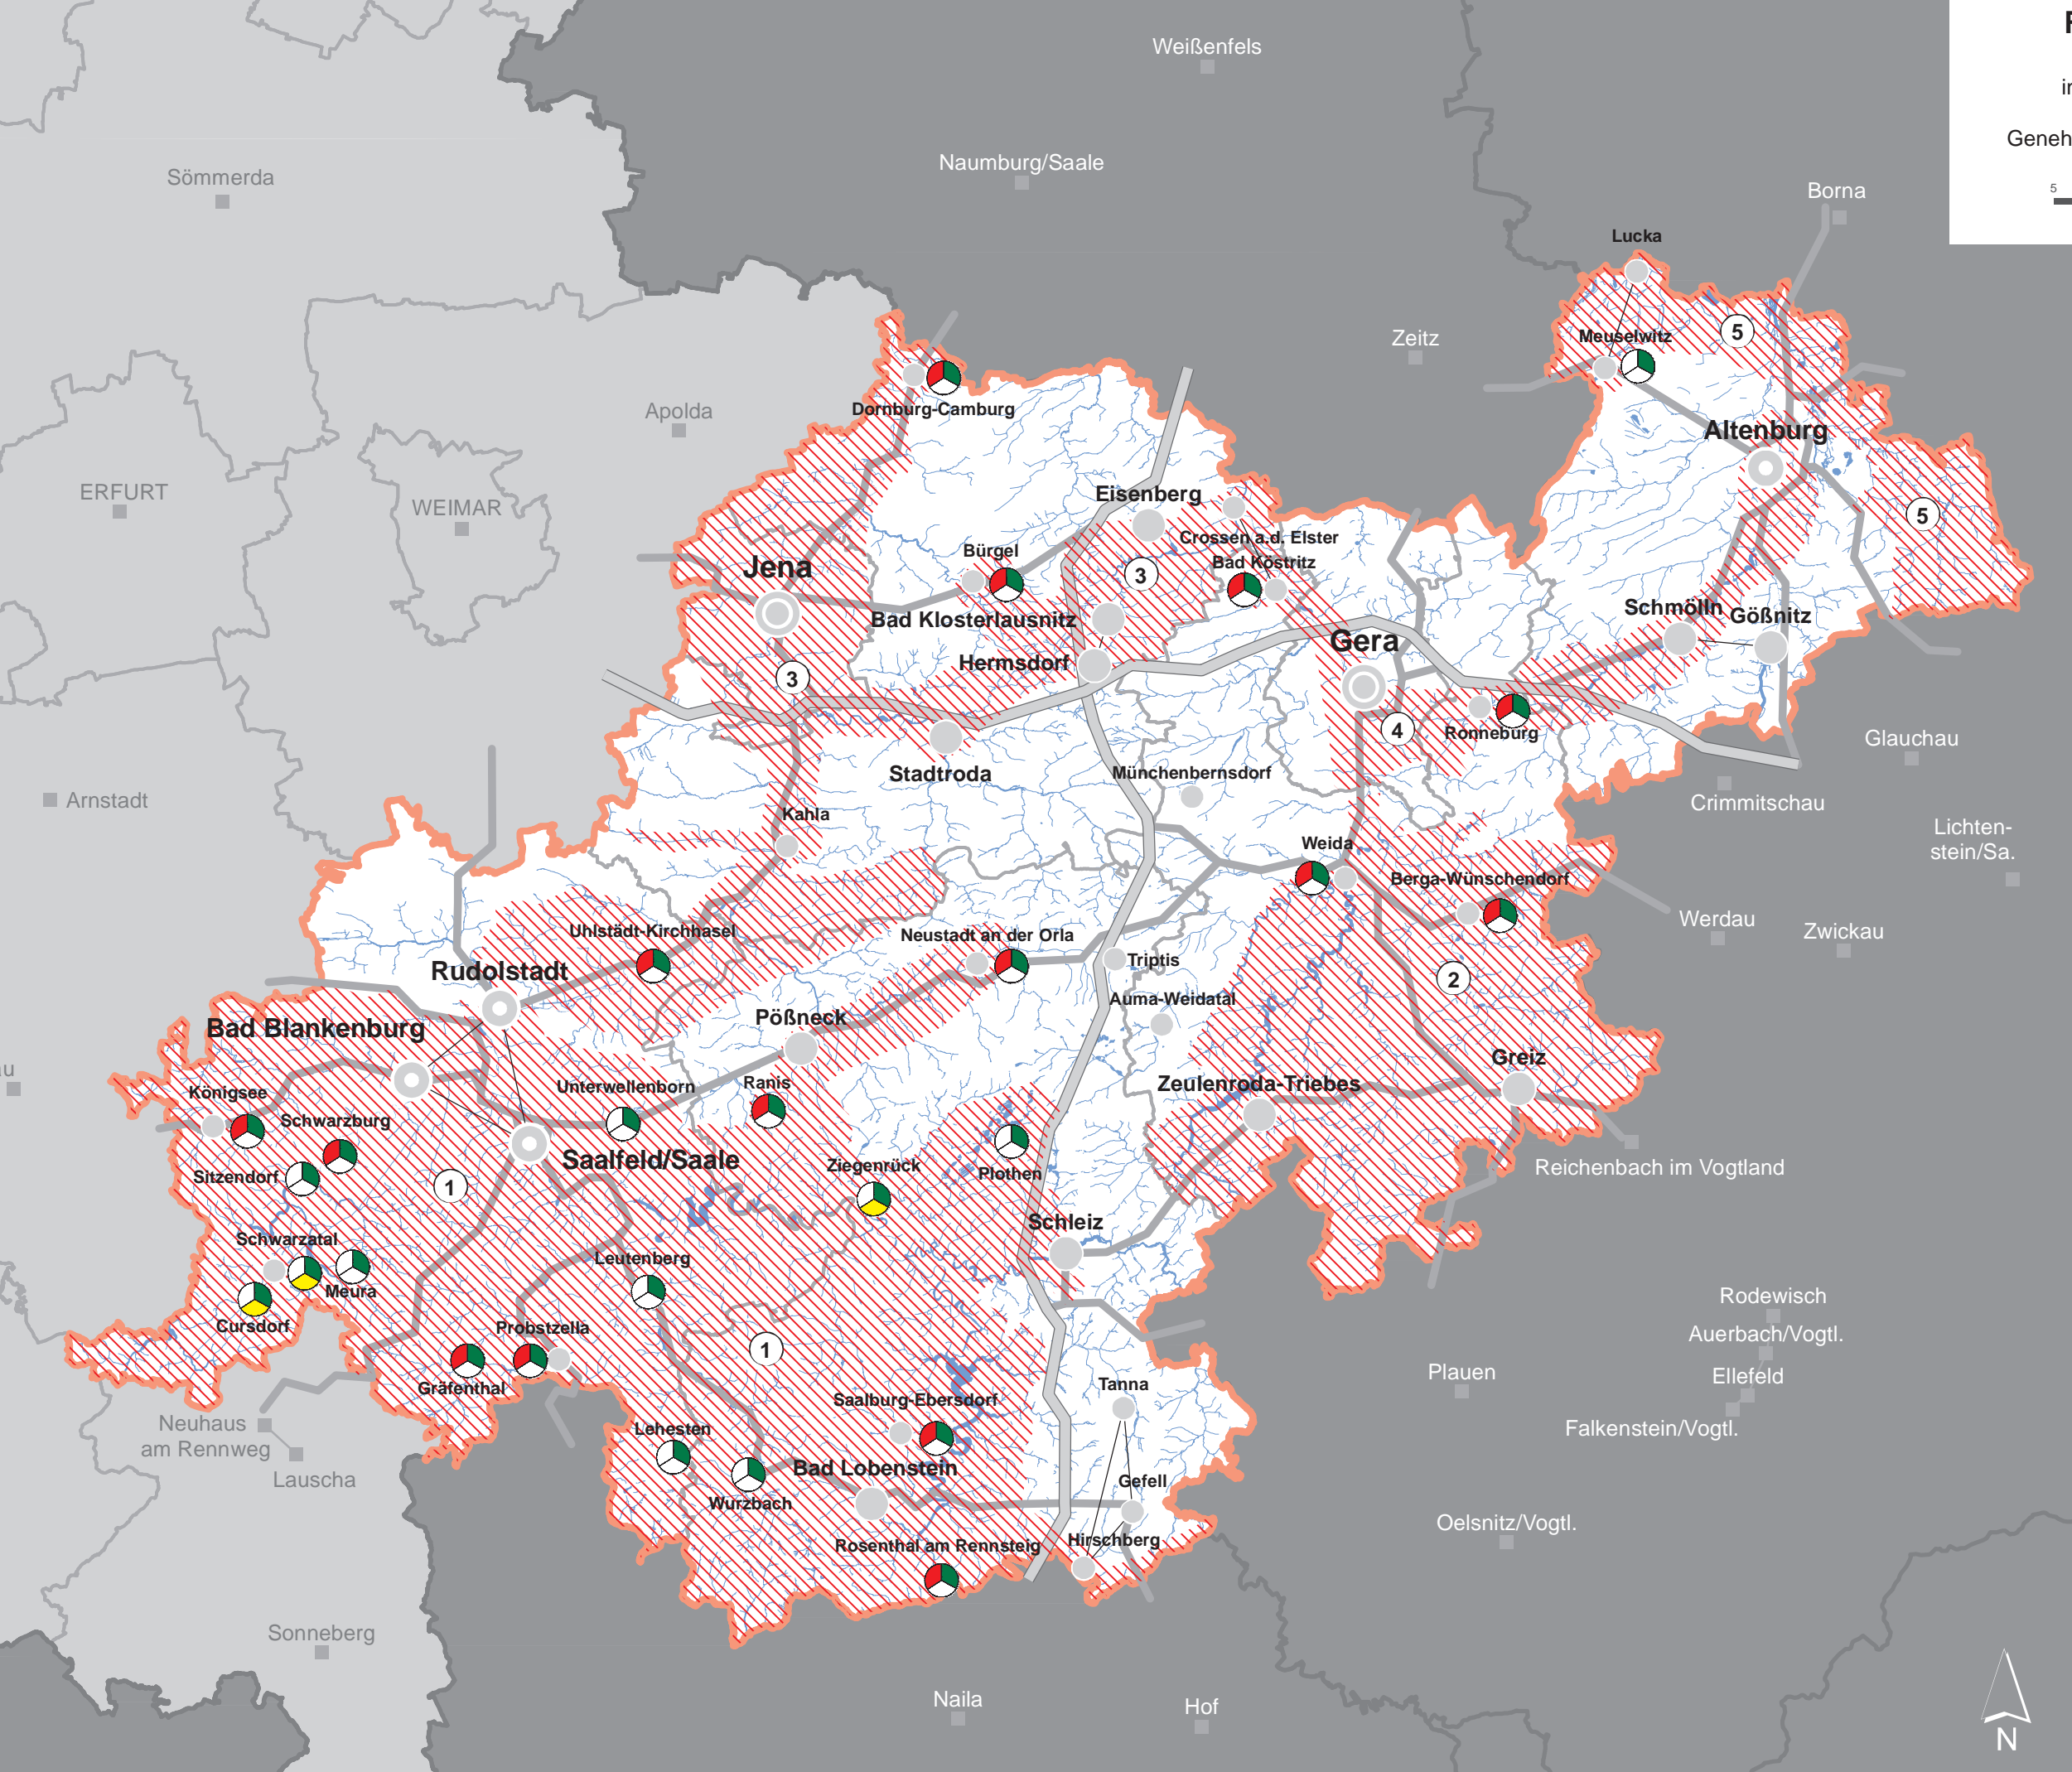 F
Weißenfels
in
Geneh
Naumburg/Saale
Sömmerda
5
Borna
Lucka
Zeitz
Meuselwitz
5
Apolda
Dornburg-Camburg
Altenburg
ERFURT
WEIMAR
Eisenberg
5
Crossen a.d. Elster
Bürgel
Bad Köstritz
Jena
3
Schmölln
Gößnitz
Bad Klosterlausnitz
Gera
Hermsdorf
3
4
Ronneburg
Glauchau
Stadtroda
Münchenbernsdorf
Arnstadt
Crimmitschau
Kahla
Lichten-
stein/Sa.
Weida
Berga-Wünschendorf
Werdau
Zwickau
Uhlstädt-Kirchhasel
Neustadt an der Orla
Triptis
Rudolstadt
2
Auma-Weidatal
Pößneck
Bad Blankenburg
Greiz
au
Königsee
Unterwellenborn
Ranis
Zeulenroda-Triebes
Schwarzburg
Saalfeld/Saale
Ziegenrück
Plothen
Reichenbach im Vogtland
Sitzendorf
1
Schleiz
Schwarzatal
Leutenberg
Meura
Rodewisch
Cursdorf
Probstzella
Auerbach/Vogtl.
1
Plauen
Ellefeld
Gräfenthal
Tanna
Saalburg-Ebersdorf
Neuhaus
am Rennweg
Lehesten
Falkenstein/Vogtl.
Lauscha
Bad Lobenstein
Gefell
Wurzbach
Oelsnitz/Vogtl.
Rosenthal am Rennsteig
Hirschberg
Sonneberg
Naila
Hof
N